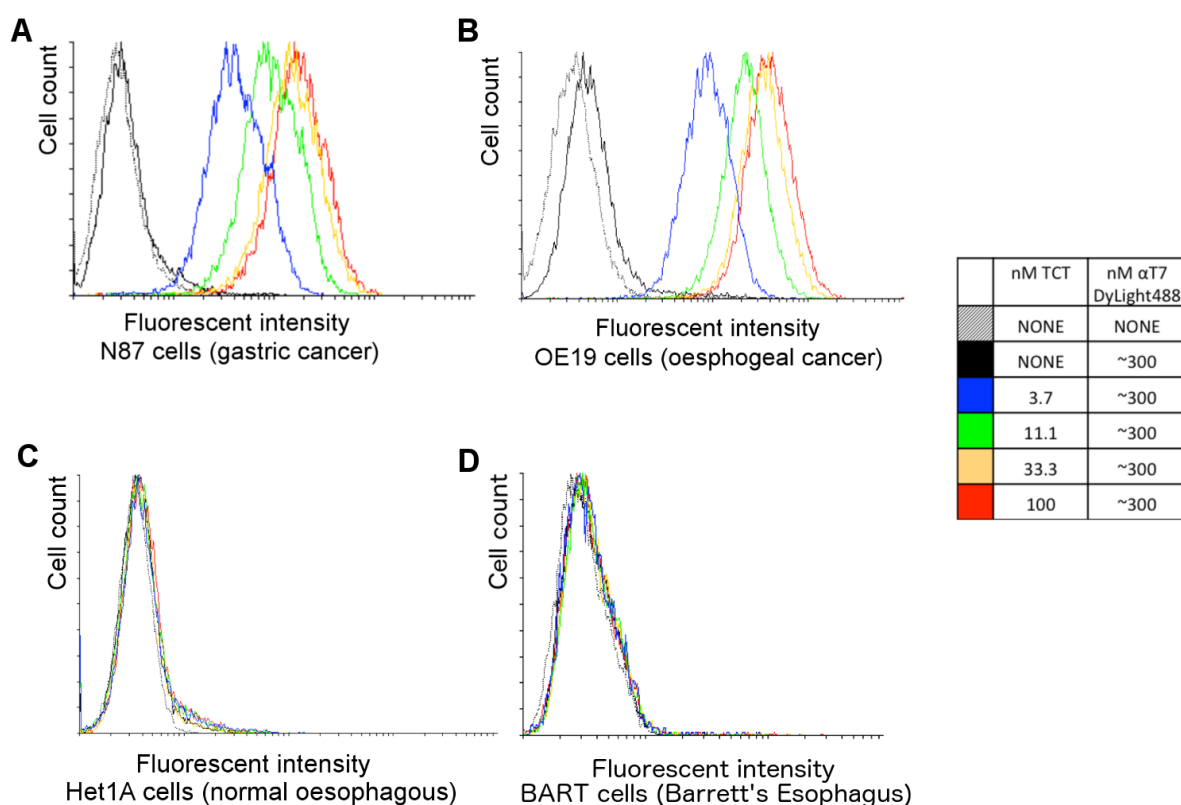 A
Cell count
Fluorescent intensity
N87 cells (gastric cancer)
B
Cell count
Fluorescent intensity
OE19 cells (oesphogeal cancer)
nM TCT
nM αT7
DyLight488
NONE NONE
NONE ~300
3.7 ~300
11.1 ~300
33.3 ~300
100 ~300
C
Cell count
Fluorescent intensity
Het1A cells (normal oesophagous)
D
Cell count
Fluorescent intensity
BART cells (Barrett's Esophagus)